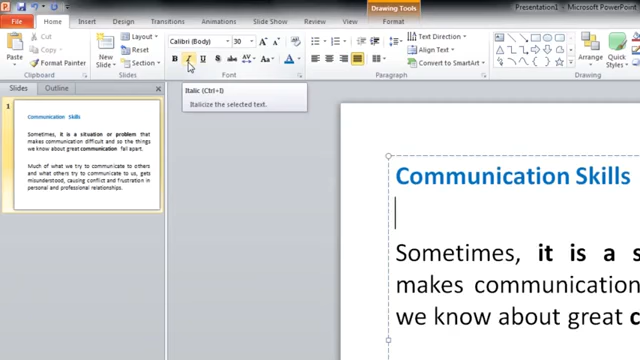 Drawing Tools
Presentation1 - Microsoft PowerPoint
File
Home
Insert
Design
Transitions
Animations
Slide Show
Review
View
Format
Paste
Format Painter
Clipboard
New Slide
Layout
Reset
Section
Slides
Calibri (Body)
30
B I U S abc AV Aa A
Font
Text Direction
Align Text
Convert to SmartArt
Paragraph
Arrange
Quick Styles
Drawing
Slides
Outline
Italic (Ctrl+I)
Italicize the selected text.
1
Communication Skills
Sometimes, it is a situation or problem that
makes communication difficult and so the things
we know about great communication fall apart.
Much of what we try to communicate to others
and what others try to communicate to us, gets
misunderstood, causing conflict and frustration in
personal and professional relationships.
Communication Skills
Sometimes, it is a s
makes communication
we know about great c